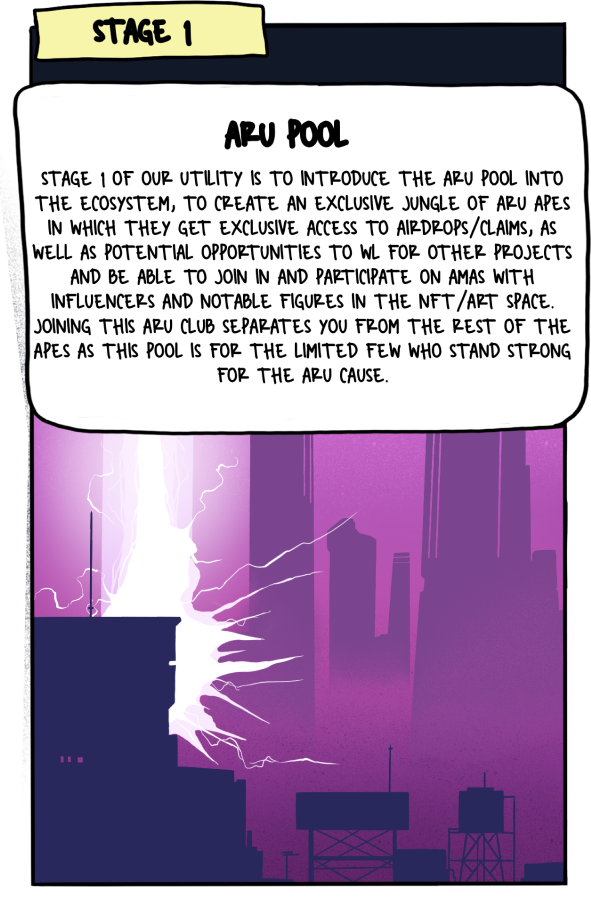 STAGE 1
ARU POOL
STAGE 1 OF OUR UTILITY IS TO INTRODUCE THE ARU POOL INTO
THE ECOSYSTEM, TO CREATE AN EXCLUSIVE JUNGLE OF ARU APES
IN WHICH THEY GET EXCLUSIVE ACCESS TO AIRDROPS/CLAIMS, AS
WELL AS POTENTIAL OPPORTUNITIES TO WL FOR OTHER PROJECTS
AND BE ABLE TO JOIN IN AND PARTICIPATE ON AMAS WITH
INFLUENCERS AND NOTABLE FIGURES IN THE NFT/ART SPACE.
JOINING THIS ARU CLUB SEPARATES YOU FROM THE REST OF THE
APES AS THIS POOL IS FOR THE LIMITED FEW WHO STAND STRONG
FOR THE ARU CAUSE.